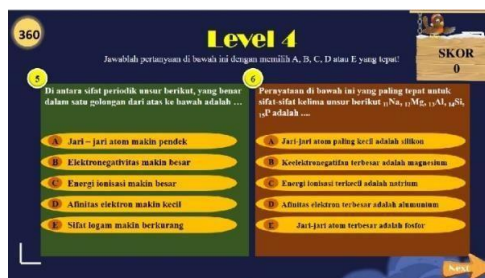 360
Level 4
Jawablah pertanyaan di bawah ini dengan memilih A, B, C, D atau E yang tepat!
SKOR
0
5
Di antara sifat periodik unsur berikut, yang benar
dalam satu golongan dari atas ke bawah adalah …
A Jari – jari atom makin pendek
B Elektronegativitas makin besar
C Energi ionisasi makin besar
D Afinitas elektron makin kecil
E Sifat logam makin berkurang
6
Pernyataan di bawah ini yang paling tepat untuk
sifat-sifat kelima unsur berikut ₁₁Na, ₁₂Mg, ₁₃Al, ₁₄Si,
₁₅P adalah ....
A Jari-jari atom paling kecil adalah silikon
B Keelektronegatifan terbesar adalah magnesium
C Energi ionisasi terkecil adalah natrium
D Afinitas elektron terbesar adalah alumunium
E Jari-jari atom terbesar adalah fosfor
Next